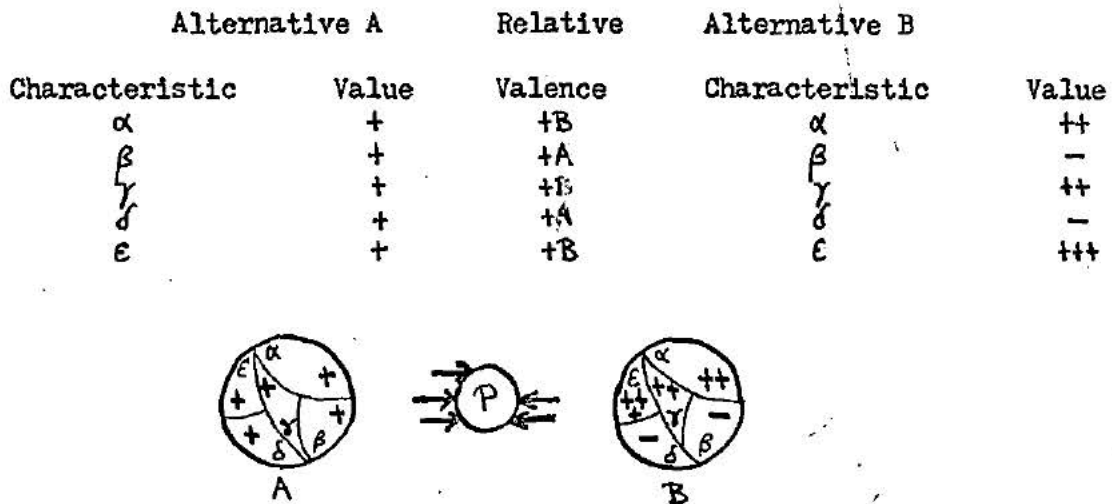 Alternative A Relative Alternative B
Characteristic Value Valence Characteristic Value
α + +B α ++
β + +A β −
γ + +B γ ++
δ + +A δ −
ε + +B ε +++
ε α + + + + + γ δ β
P
ε α ++ ++ ++ + γ − − δ β
A B